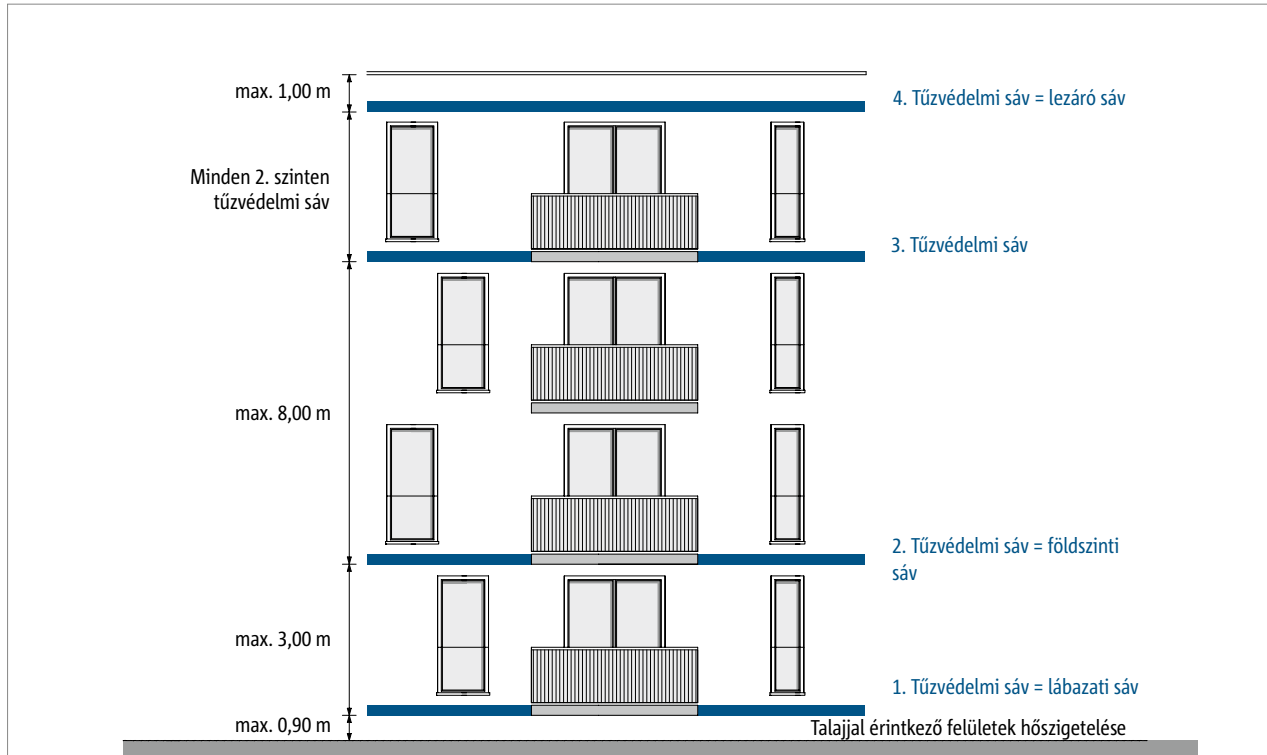 max. 1,00 m
4. Tűzvédelmi sáv = lezáró sáv
Minden 2. szinten
tűzvédelmi sáv
3. Tűzvédelmi sáv
max. 8,00 m
2. Tűzvédelmi sáv = földszinti
sáv
max. 3,00 m
1. Tűzvédelmi sáv = lábazati sáv
max. 0,90 m
Talajjal érintkező felületek hőszigetelése